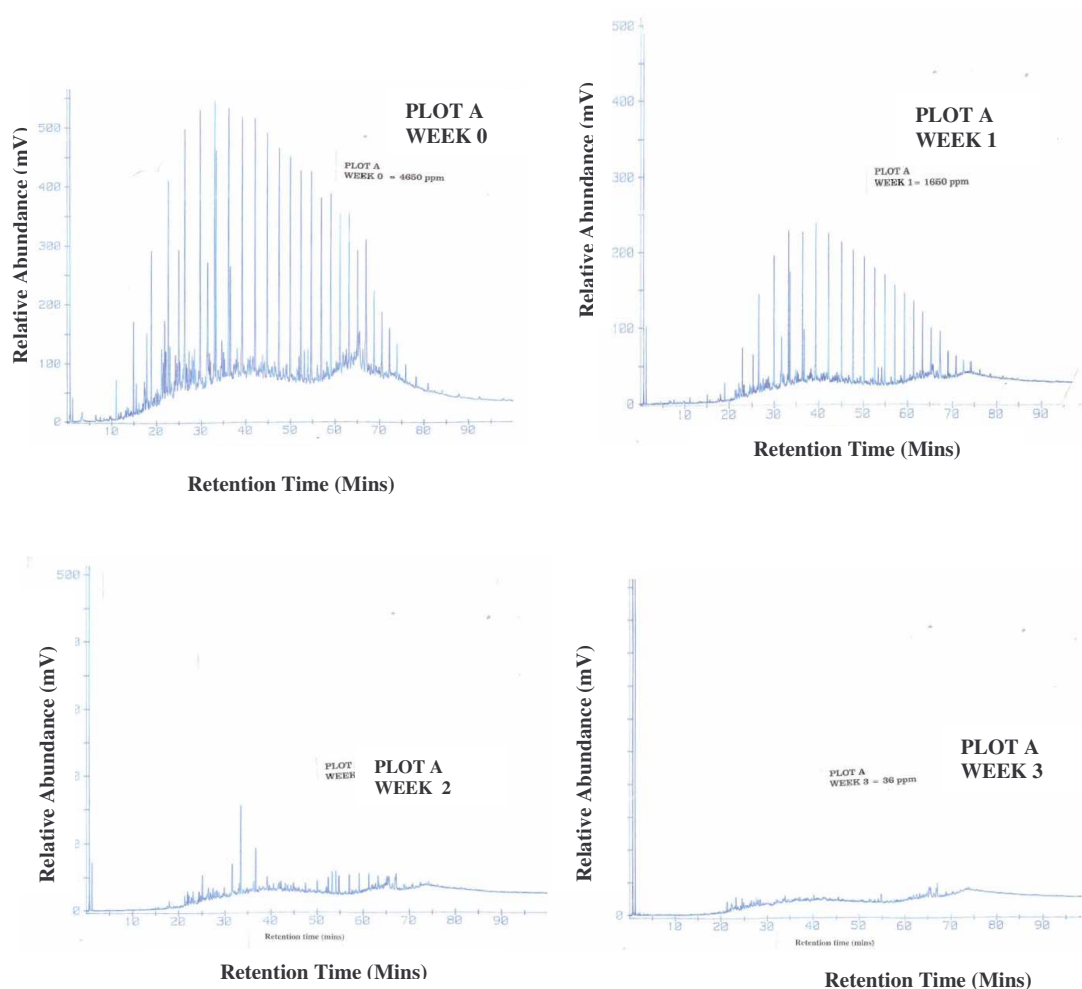 Relative Abundance (mV)
500
400
300
200
100
0
PLOT A
WEEK 0
PLOT A
WEEK 0 = 4650 ppm
10 20 30 40 50 60 70 80 90
Retention Time (Mins)
Relative Abundance (mV)
500
400
300
200
100
0
PLOT A
WEEK 1
PLOT A
WEEK 1= 1650 ppm
10 20 30 40 50 60 70 80 90
Retention Time (Mins)
Relative Abundance (mV)
500
0
0
0
0
0
PLOT
WEEK
PLOT A
WEEK 2
10 20 30 40 50 60 70 80 90
Retention time (mins)
Retention Time (Mins)
Relative Abundance (mV)
0
PLOT A
WEEK 3
PLOT A
WEEK 3 = 36 ppm
10 20 30 40 50 60 70 80 90
Retention time (mins)
Retention Time (Mins)